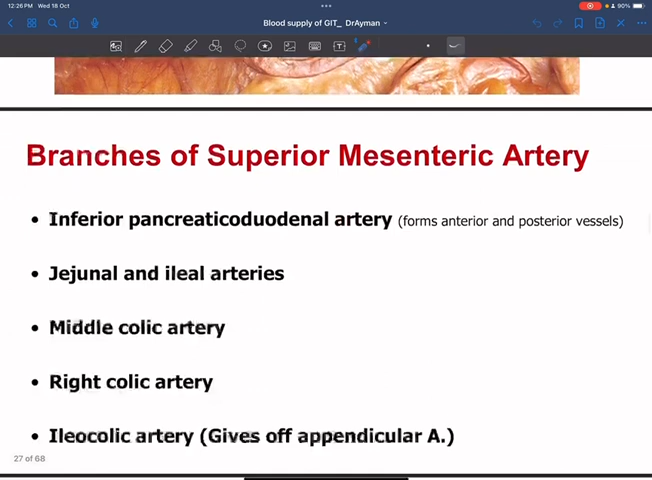 12:26 PM Wed 18 Oct
90%
Blood supply of GIT_ DrAyman
Branches of Superior Mesenteric Artery
• Inferior pancreaticoduodenal artery (forms anterior and posterior vessels)
• Jejunal and ileal arteries
• Middle colic artery
• Right colic artery
• Ileocolic artery (Gives off appendicular A.)
27 of 68